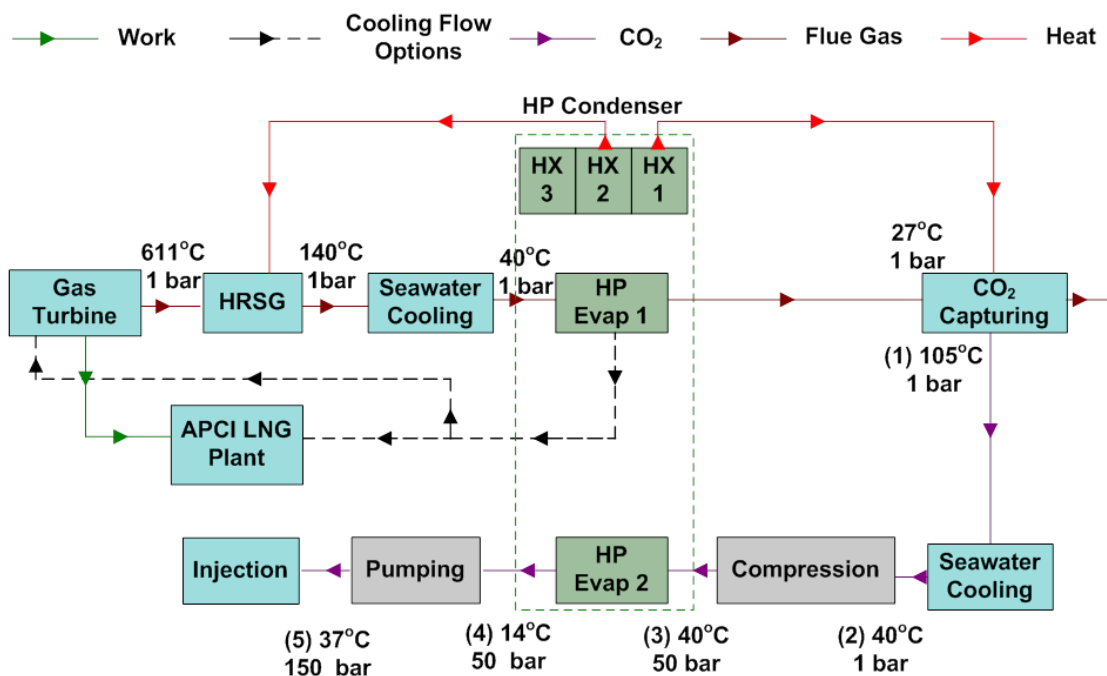 Work
Cooling Flow
Options
CO₂
Flue Gas
Heat
HP Condenser
HX
3
HX
2
HX
1
611°C
1 bar
140°C
1bar
40°C
1 bar
27°C
1 bar
Gas
Turbine
HRSG
Seawater
Cooling
HP
Evap 1
CO₂
Capturing
(1) 105°C
1 bar
APCI LNG
Plant
Injection
Pumping
HP
Evap 2
Compression
Seawater
Cooling
(5) 37°C
150 bar
(4) 14°C
50 bar
(3) 40°C
50 bar
(2) 40°C
1 bar